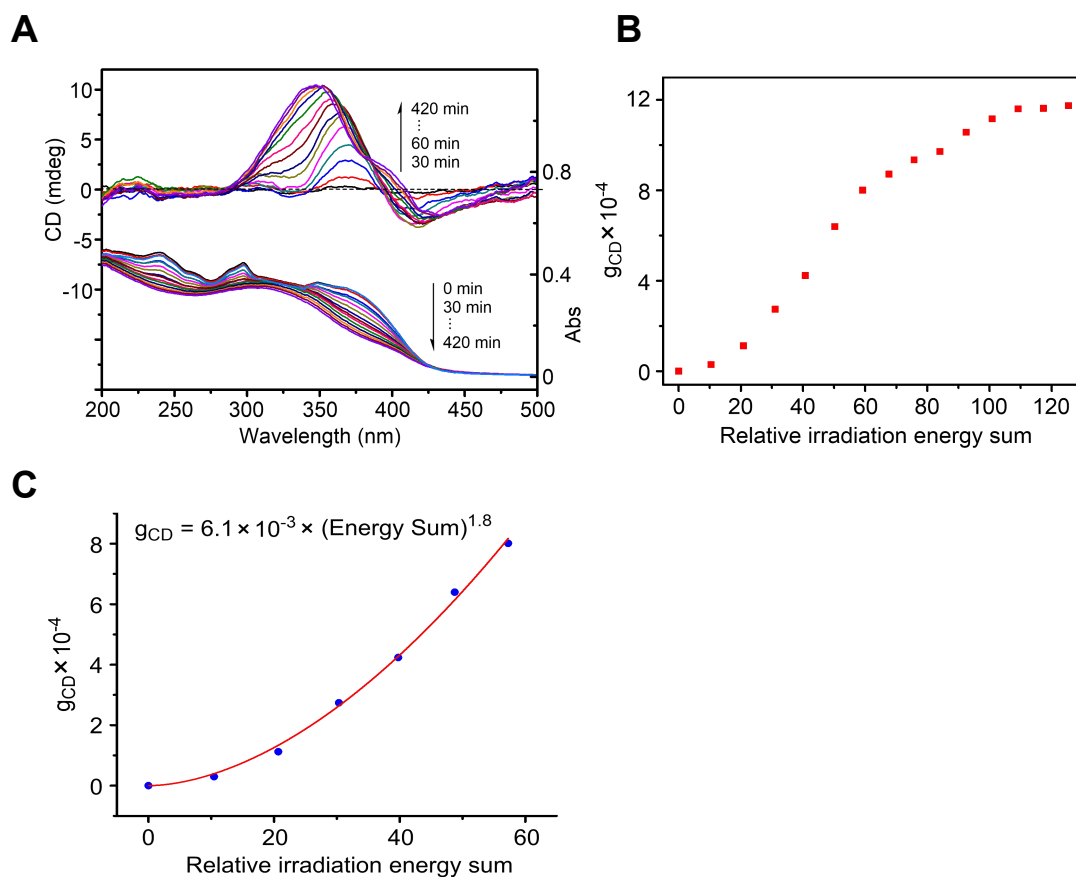 A
CD (mdeg)
10
5
0
-5
-10
420 min
⋮
60 min
30 min
0.8
0.4
0
Abs
0 min
30 min
⋮
420 min
200 250 300 350 400 450 500
Wavelength (nm)
B
g_CD × 10^-4
12
8
4
0
0 20 40 60 80 100 120
Relative irradiation energy sum
C
g_CD = 6.1 × 10^-3 × (Energy Sum)^1.8
g_CD × 10^-4
8
6
4
2
0
0 20 40 60
Relative irradiation energy sum